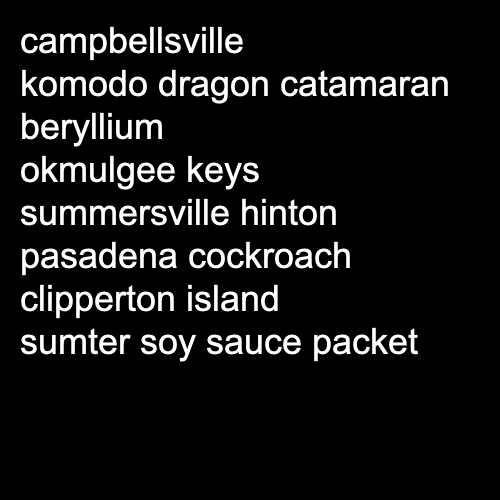 campbellsville
komodo dragon catamaran
beryllium
okmulgee keys
summersville hinton
pasadena cockroach
clipperton island
sumter soy sauce packet